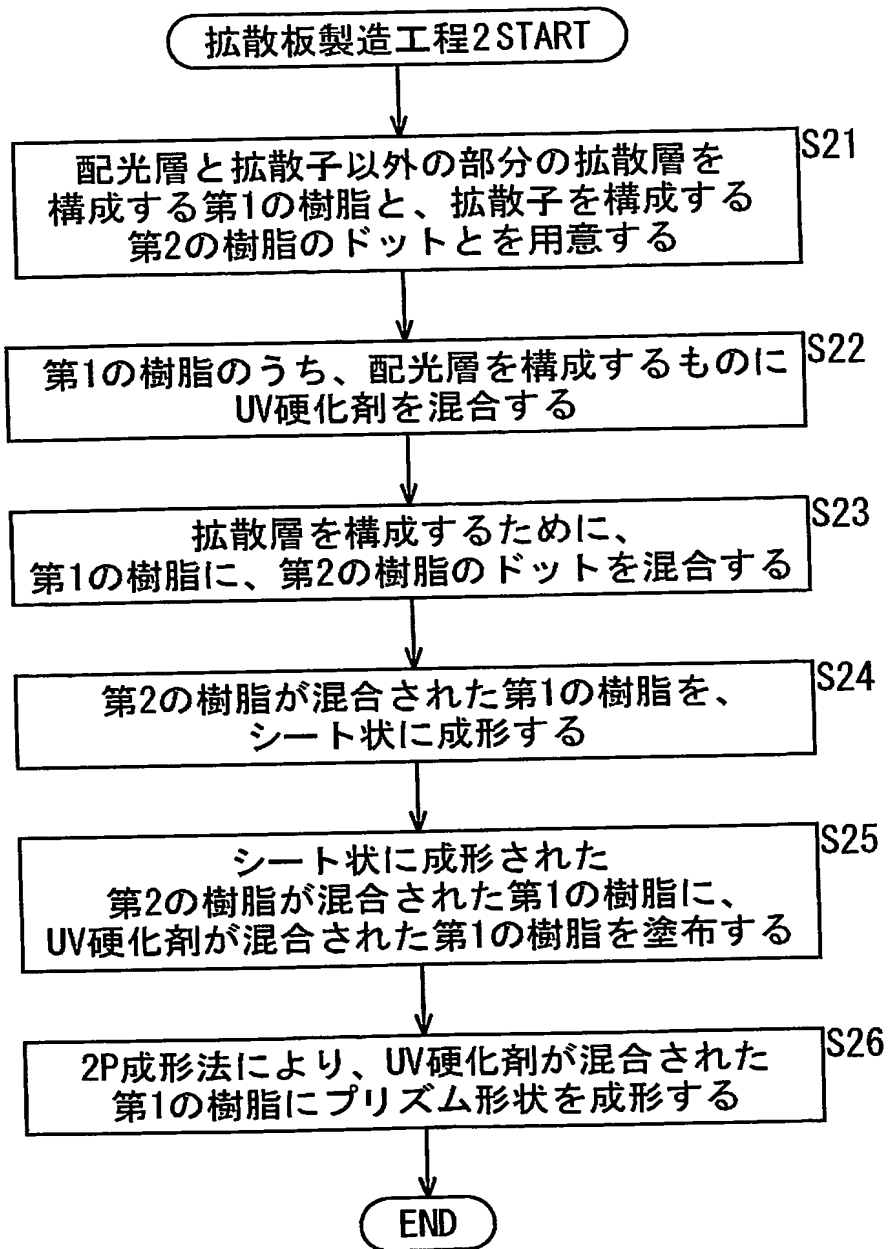 拡散板製造工程2 START
S21
配光層と拡散子以外の部分の拡散層を
構成する第1の樹脂と、拡散子を構成する
第2の樹脂のドットとを用意する
S22
第1の樹脂のうち、配光層を構成するものに
UV硬化剤を混合する
S23
拡散層を構成するために、
第1の樹脂に、第2の樹脂のドットを混合する
S24
第2の樹脂が混合された第1の樹脂を、
シート状に成形する
S25
シート状に成形された
第2の樹脂が混合された第1の樹脂に、
UV硬化剤が混合された第1の樹脂を塗布する
S26
2P成形法により、UV硬化剤が混合された
第1の樹脂にプリズム形状を成形する
END